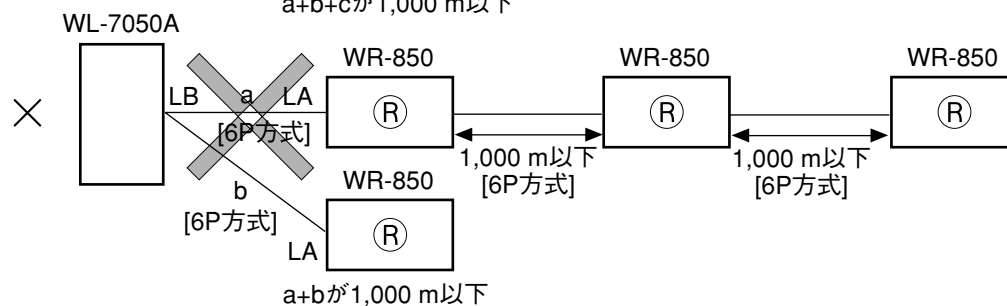 a+b+cが1,000 m以下
WL-7050A
WR-850
WR-850
WR-850
×
LB
a
LA
[6P方式]
R
R
R
1,000 m以下
[6P方式]
1,000 m以下
[6P方式]
b
[6P方式]
WR-850
LA
R
a+bが1,000 m以下